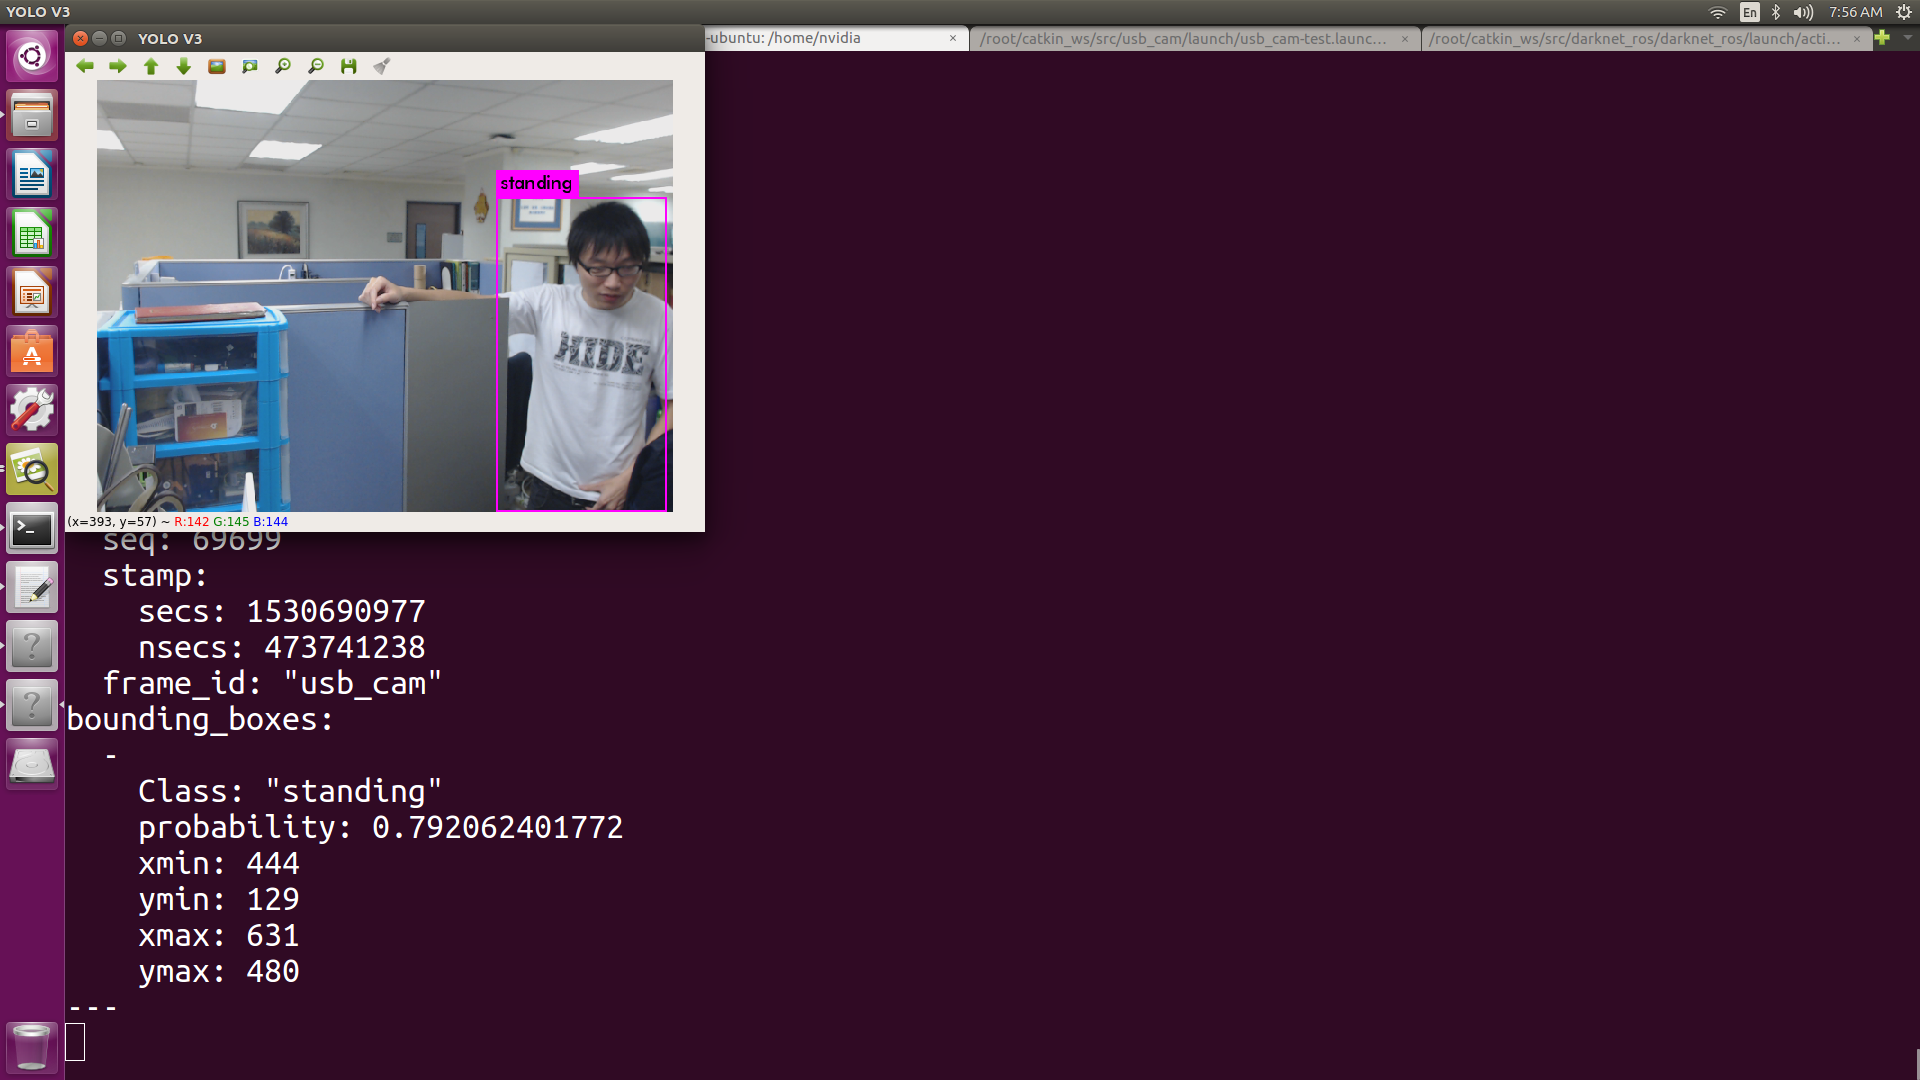 YOLO V3
En
7:56 AM
YOLO V3
-ubuntu: /home/nvidia
/root/catkin_ws/src/usb_cam/launch/usb_cam-test.launc...
/root/catkin_ws/src/darknet_ros/darknet_ros/launch/acti...
standing
HIDE
(x=393, y=57) ~ R:142 G:145 B:144
seq: 69699
stamp:
secs: 1530690977
nsecs: 473741238
frame_id: "usb_cam"
bounding_boxes:
-
Class: "standing"
probability: 0.792062401772
xmin: 444
ymin: 129
xmax: 631
ymax: 480
---